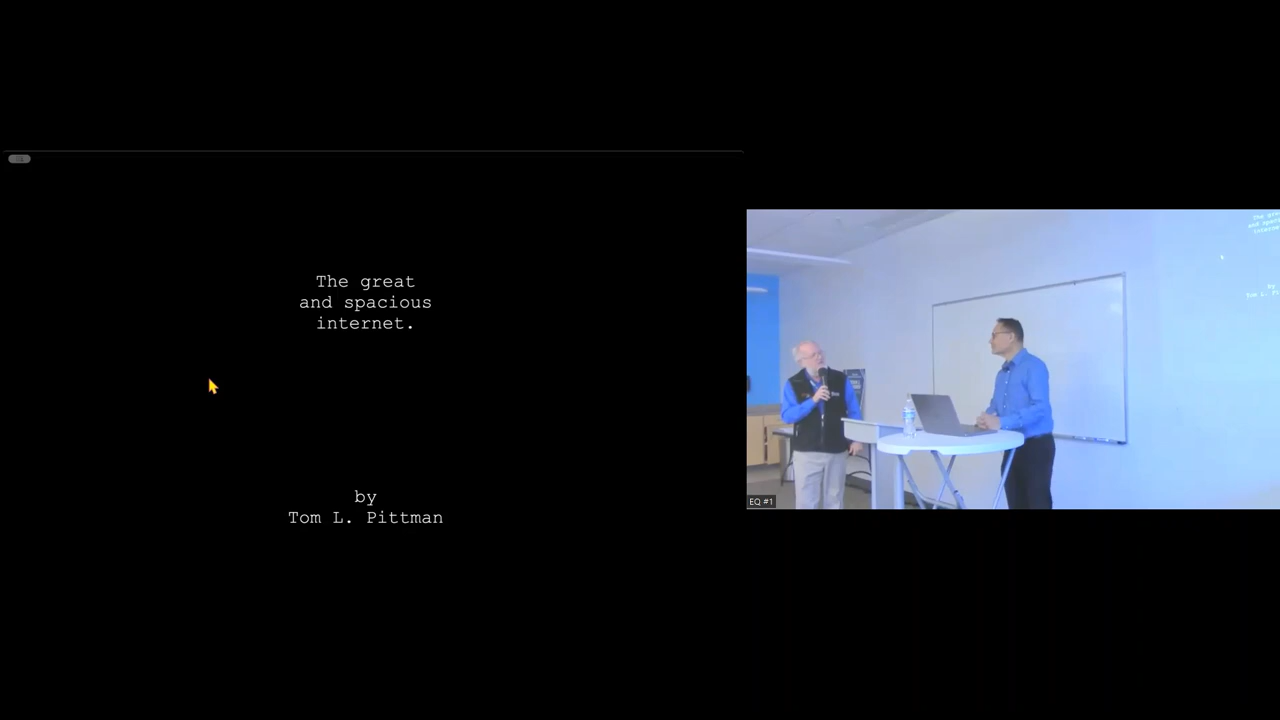 The great
and spacious
internet.
by
Tom L. Pittman
EQ #1